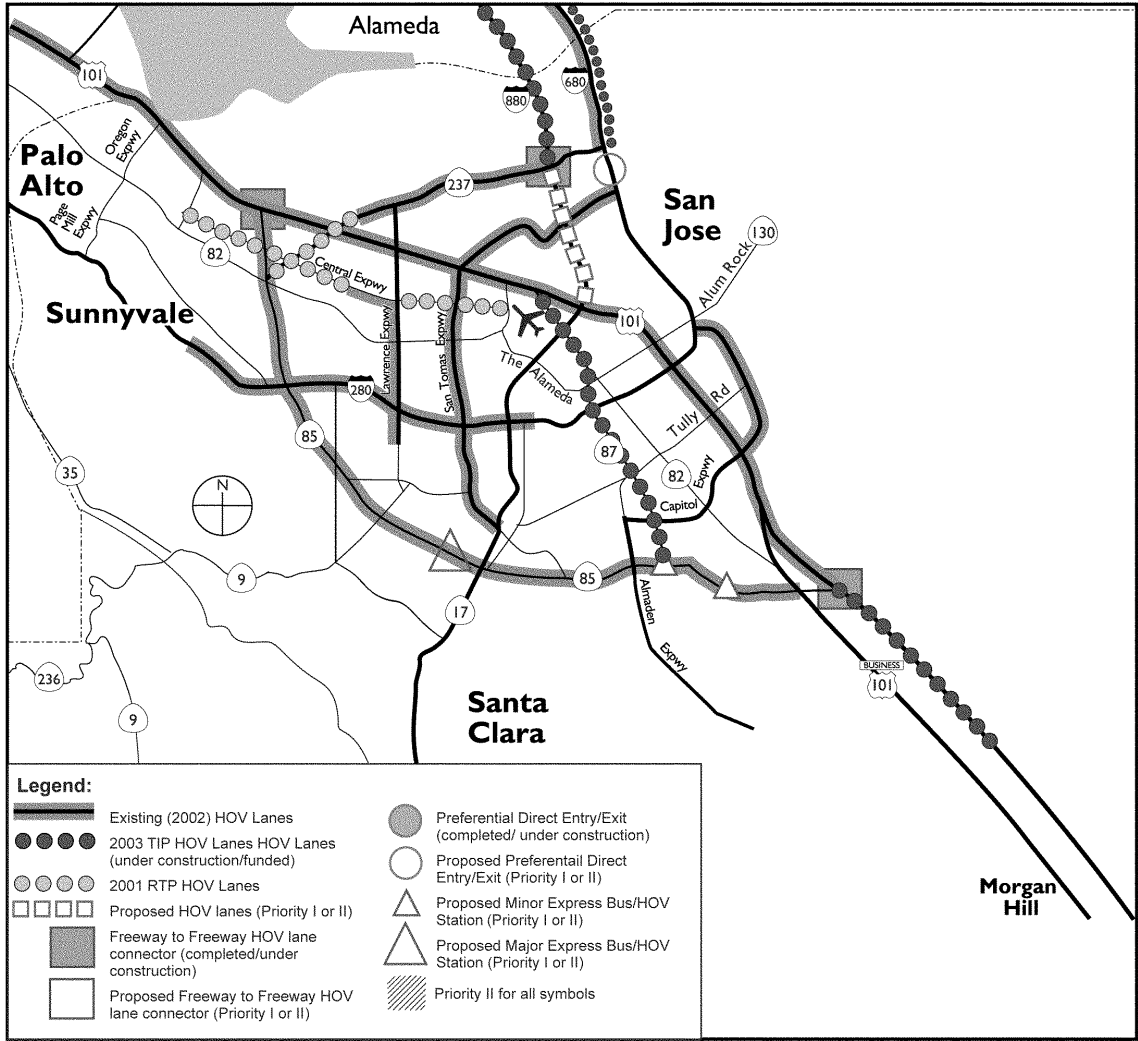 Alameda
101
680
880
Oregon
Expwy
Palo
Alto
237
Page
Mill
Expwy
San
Jose
130
82
Central Expwy
Alum Rock
Sunnyvale
101
Lawrence Expwy
San Tomas Expwy
The Alameda
280
Tully Rd
85
87
82
Expwy
Capitol
35
N
9
85
17
Almaden
Expwy
BUSINESS
101
236
9
Santa
Clara
Morgan
Hill
Legend:
Existing (2002) HOV Lanes
2003 TIP HOV Lanes HOV Lanes
(under construction/funded)
2001 RTP HOV Lanes
Proposed HOV lanes (Priority I or II)
Freeway to Freeway HOV lane
connector (completed/under
construction)
Proposed Freeway to Freeway HOV
lane connector (Priority I or II)
Preferential Direct Entry/Exit
(completed/ under construction)
Proposed Preferentail Direct
Entry/Exit (Priority I or II)
Proposed Minor Express Bus/HOV
Station (Priority I or II)
Proposed Major Express Bus/HOV
Station (Priority I or II)
Priority II for all symbols